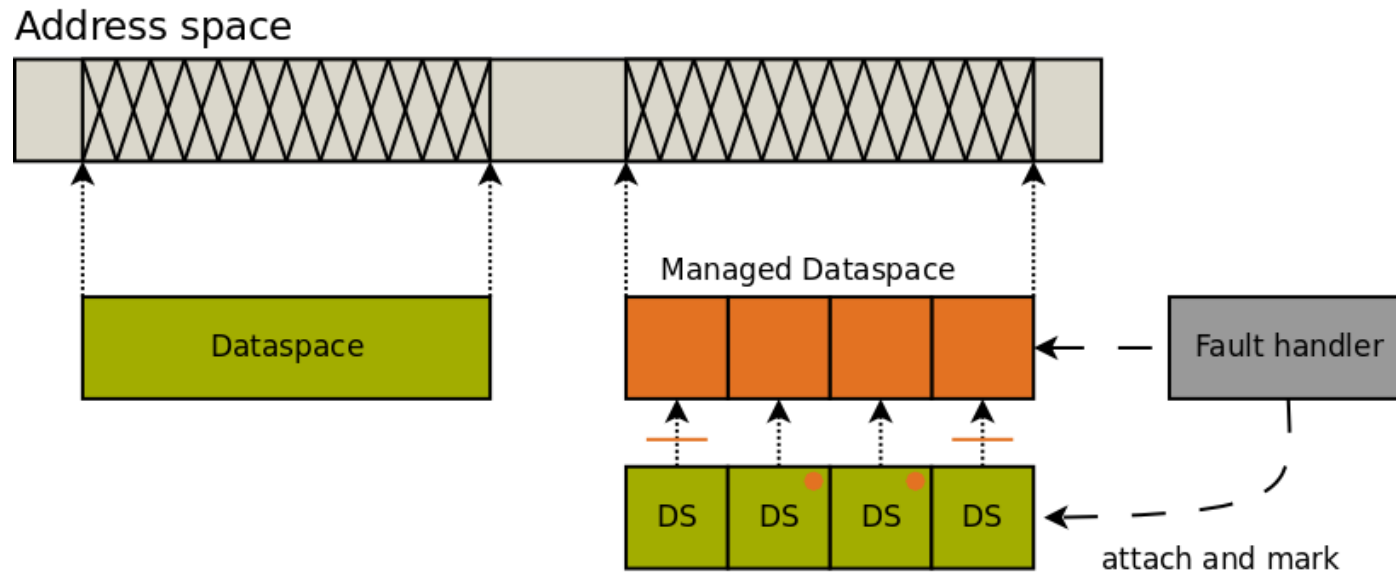 Address space
Managed Dataspace
Dataspace
Fault handler
DS DS DS DS
attach and mark